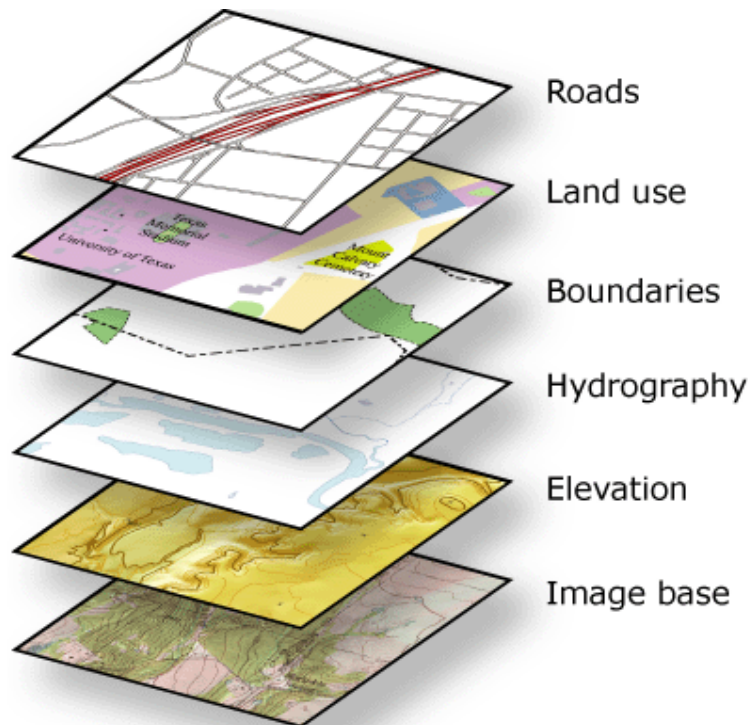 Roads
Land use
Texas
Memorial
Stadium
University of Texas
Mount
Calvary
Cemetery
Boundaries
Hydrography
Elevation
Image base